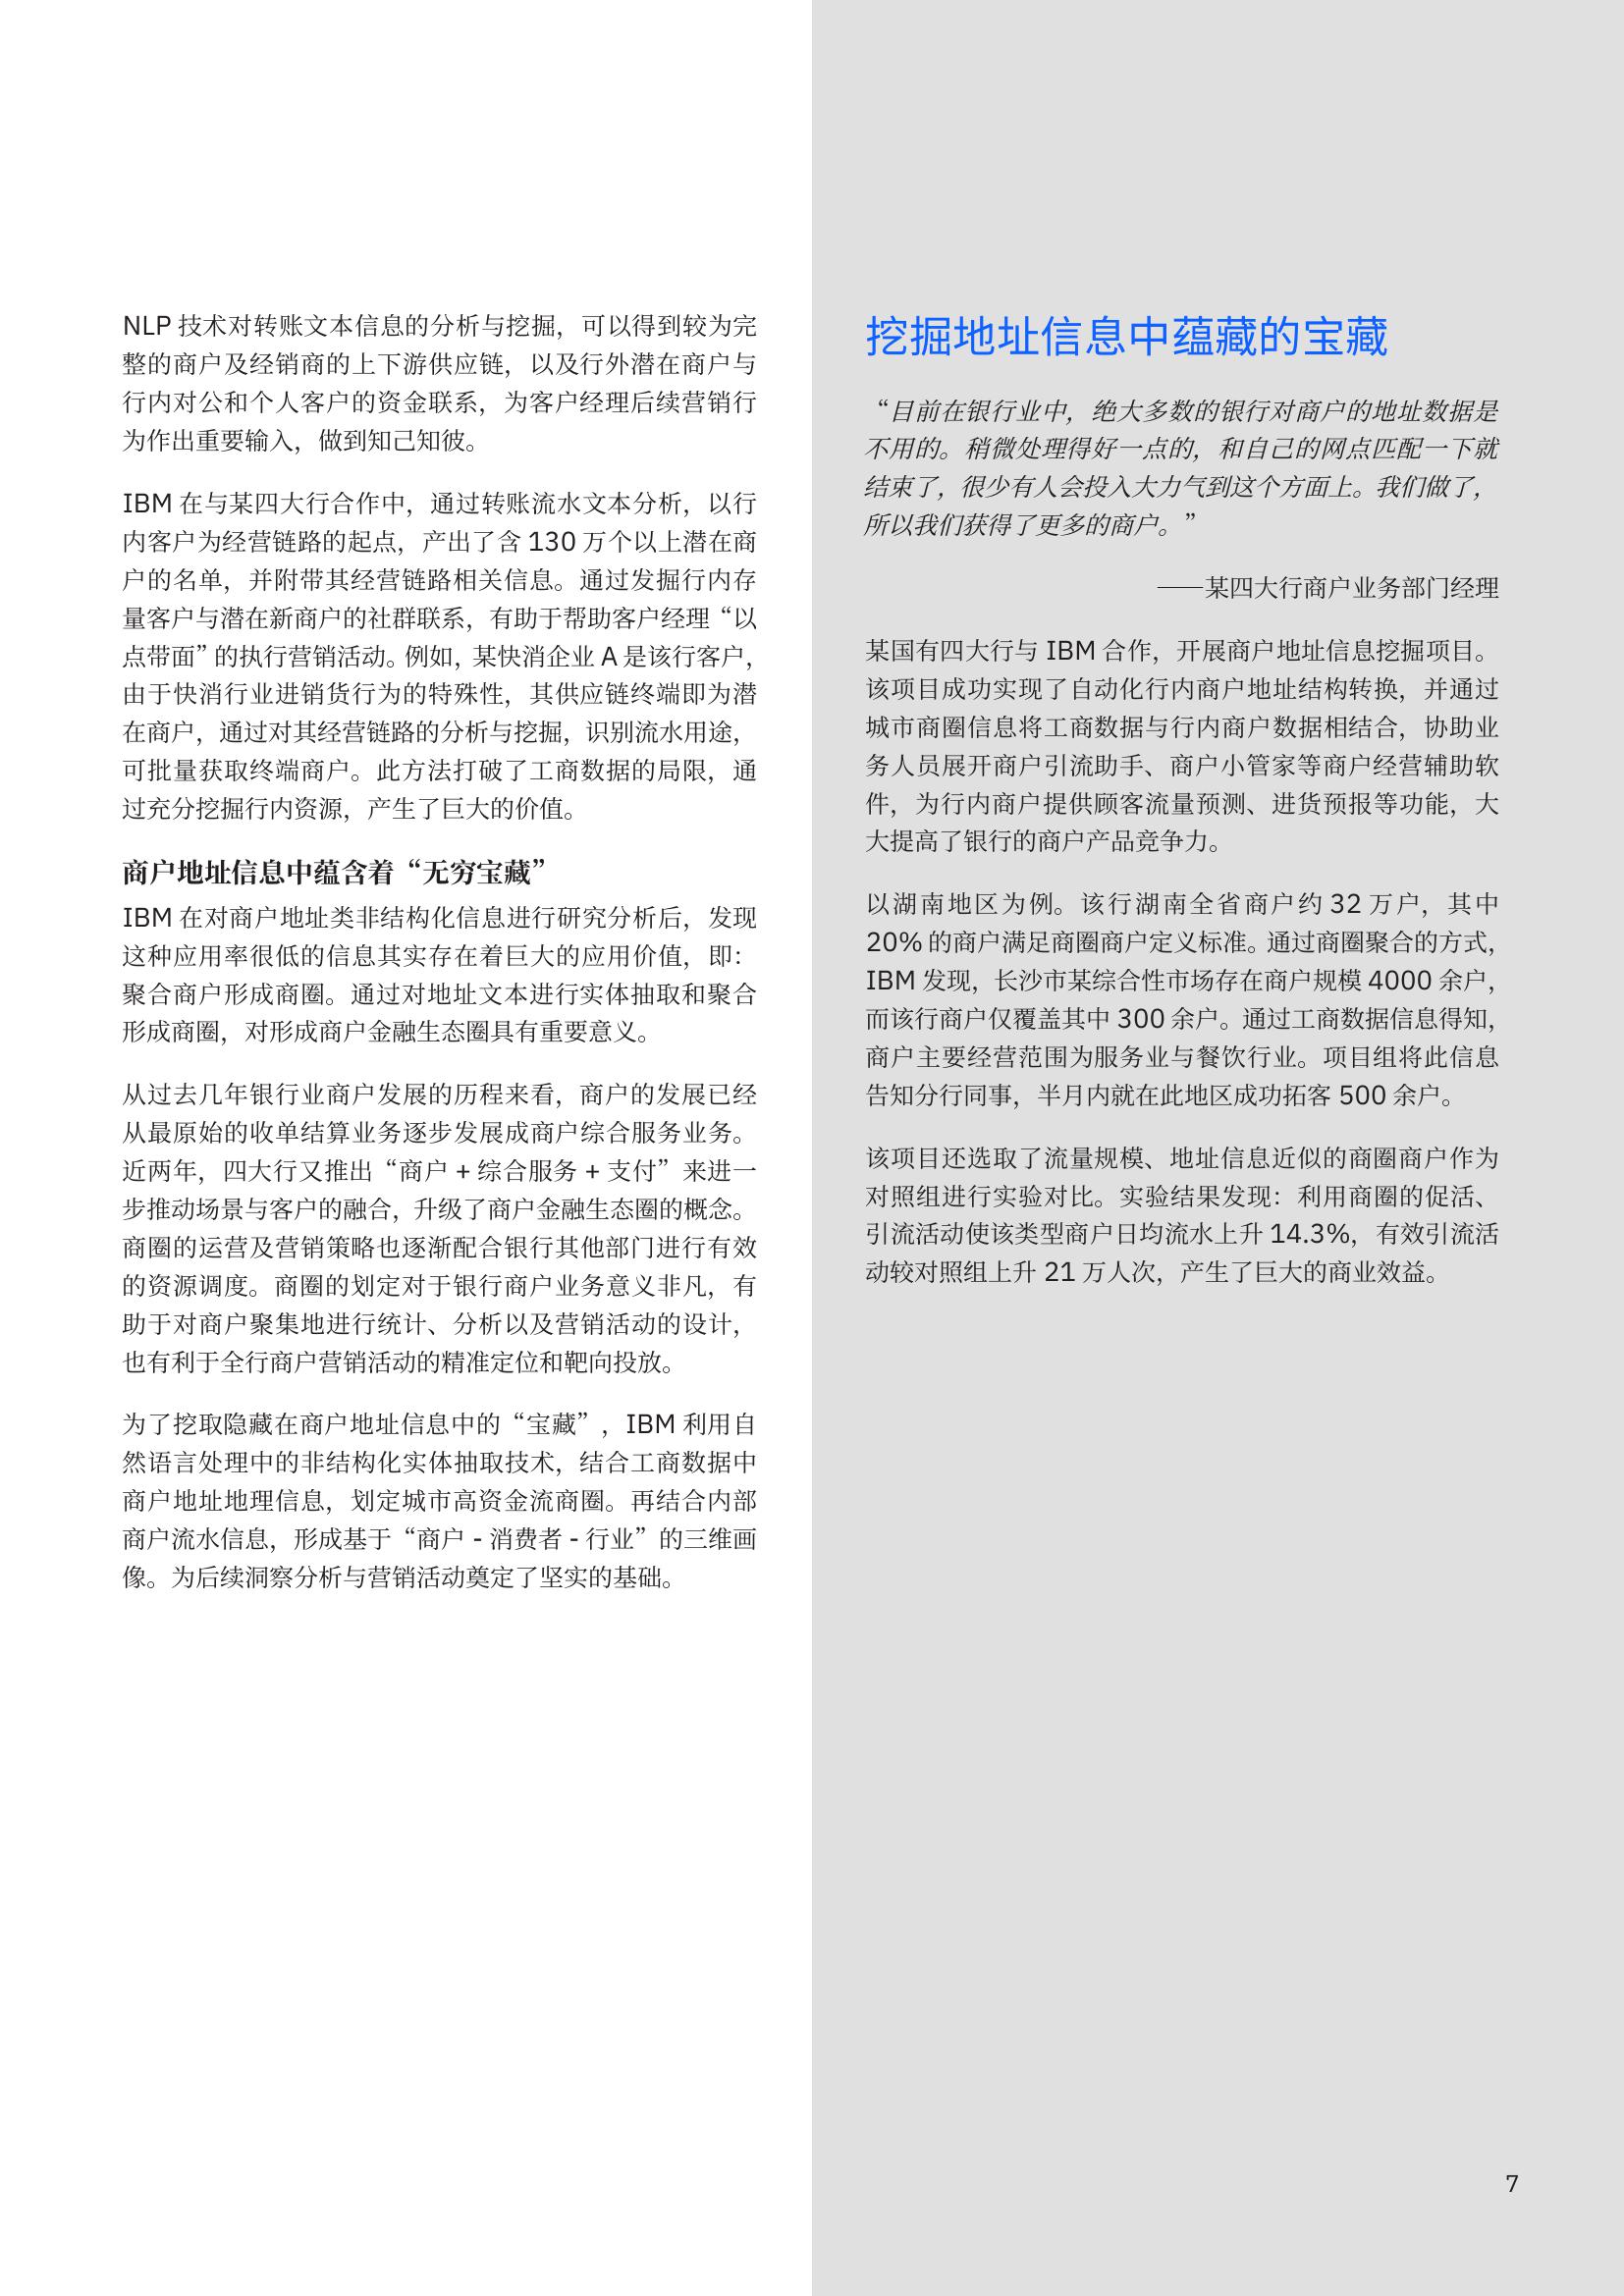 NLP 技术对转账文本信息的分析与挖掘，可以得到较为完
整的商户及经销商的上下游供应链，以及行外潜在商户与
行内对公和个人客户的资金联系，为客户经理后续营销行
为作出重要输入，做到知己知彼。
IBM 在与某四大行合作中，通过转账流水文本分析，以行
内客户为经营链路的起点，产出了含 130 万个以上潜在商
户的名单，并附带其经营链路相关信息。通过发掘行内存
量客户与潜在新商户的社群联系，有助于帮助客户经理“以
点带面”的执行营销活动。例如，某快消企业 A 是该行客户，
由于快消行业进销货行为的特殊性，其供应链终端即为潜
在商户，通过对其经营链路的分析与挖掘，识别流水用途，
可批量获取终端商户。此方法打破了工商数据的局限，通
过充分挖掘行内资源，产生了巨大的价值。
商户地址信息中蕴含着“无穷宝藏”
IBM 在对商户地址类非结构化信息进行研究分析后，发现
这种应用率很低的信息其实存在着巨大的应用价值，即：
聚合商户形成商圈。通过对地址文本进行实体抽取和聚合
形成商圈，对形成商户金融生态圈具有重要意义。
从过去几年银行业商户发展的历程来看，商户的发展已经
从最原始的收单结算业务逐步发展成商户综合服务业务。
近两年，四大行又推出“商户 + 综合服务 + 支付”来进一
步推动场景与客户的融合，升级了商户金融生态圈的概念。
商圈的运营及营销策略也逐渐配合银行其他部门进行有效
的资源调度。商圈的划定对于银行商户业务意义非凡，有
助于对商户聚集地进行统计、分析以及营销活动的设计，
也有利于全行商户营销活动的精准定位和靶向投放。
为了挖取隐藏在商户地址信息中的“宝藏”，IBM 利用自
然语言处理中的非结构化实体抽取技术，结合工商数据中
商户地址地理信息，划定城市高资金流商圈。再结合内部
商户流水信息，形成基于“商户 - 消费者 - 行业”的三维画
像。为后续洞察分析与营销活动奠定了坚实的基础。
挖掘地址信息中蕴藏的宝藏
“目前在银行业中，绝大多数的银行对商户的地址数据是
不用的。稍微处理得好一点的，和自己的网点匹配一下就
结束了，很少有人会投入大力气到这个方面上。我们做了，
所以我们获得了更多的商户。”
——某四大行商户业务部门经理
某国有四大行与 IBM 合作，开展商户地址信息挖掘项目。
该项目成功实现了自动化行内商户地址结构转换，并通过
城市商圈信息将工商数据与行内商户数据相结合，协助业
务人员展开商户引流助手、商户小管家等商户经营辅助软
件，为行内商户提供顾客流量预测、进货预报等功能，大
大提高了银行的商户产品竞争力。
以湖南地区为例。该行湖南全省商户约 32 万户，其中
20% 的商户满足商圈商户定义标准。通过商圈聚合的方式，
IBM 发现，长沙市某综合性市场存在商户规模 4000 余户，
而该行商户仅覆盖其中 300 余户。通过工商数据信息得知，
商户主要经营范围为服务业与餐饮行业。项目组将此信息
告知分行同事，半月内就在此地区成功拓客 500 余户。
该项目还选取了流量规模、地址信息近似的商圈商户作为
对照组进行实验对比。实验结果发现：利用商圈的促活、
引流活动使该类型商户日均流水上升 14.3%，有效引流活
动较对照组上升 21 万人次，产生了巨大的商业效益。
7